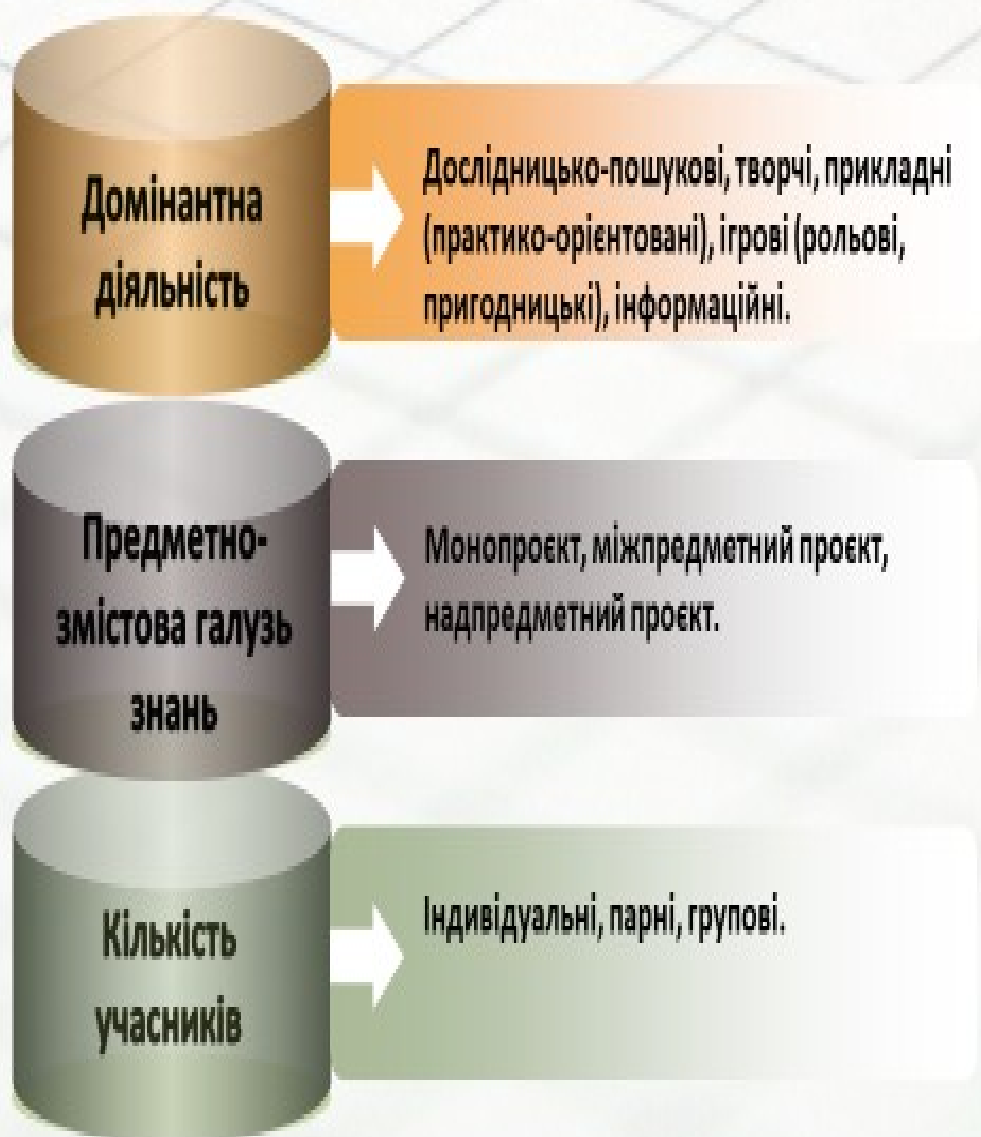 Домінантна
діяльність
Дослідницько-пошукові, творчі, прикладні
(практико-орієнтовані), ігрові (рольові,
пригодницькі), інформаційні.
Предметно-
змістова галузь
знань
Монопроєкт, міжпредметний проєкт,
надпредметний проєкт.
Кількість
учасників
Індивідуальні, парні, групові.